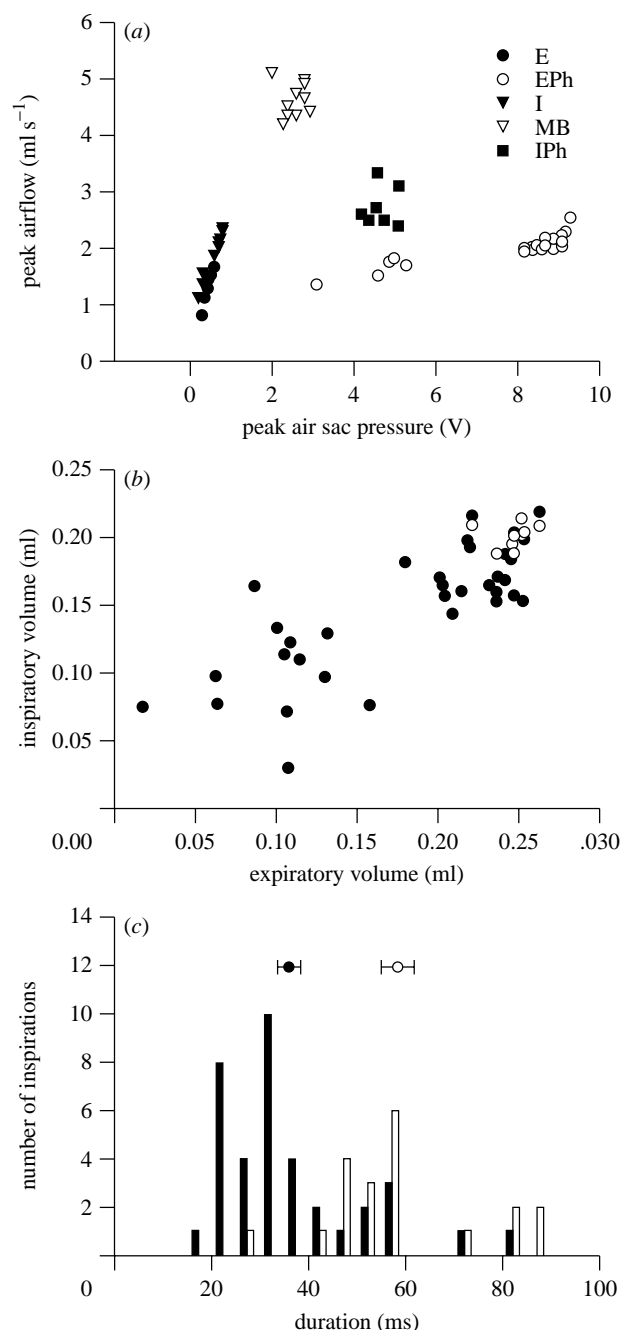 (a)
6
5
4
3
2
1
0
peak airflow (ml s⁻¹)
E
EPh
I
MB
IPh
0 2 4 6 8 10
peak air sac pressure (V)
(b)
0.25
0.20
0.15
0.10
0.05
inspiratory volume (ml)
0.00 0.05 0.10 0.15 0.20 0.25 .030
expiratory volume (ml)
(c)
14
12
10
8
6
4
2
number of inspirations
0 20 40 60 80 100
duration (ms)